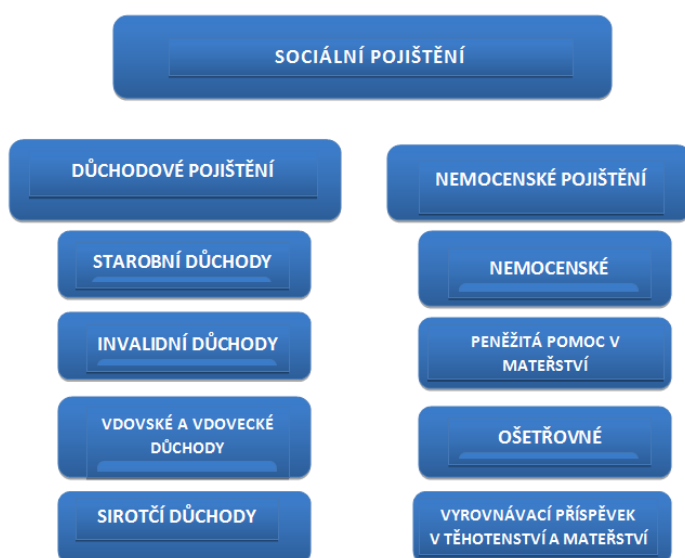 SOCIÁLNÍ POJIŠTĚNÍ
DŮCHODOVÉ POJIŠTĚNÍ
STAROBNÍ DŮCHODY
INVALIDNÍ DŮCHODY
VDOVSKÉ A VDOVECKÉ
DŮCHODY
SIROTČÍ DŮCHODY
NEMOCENSKÉ POJIŠTĚNÍ
NEMOCENSKÉ
PENĚŽITÁ POMOC V
MATEŘSTVÍ
OŠETŘOVNÉ
VYROVNÁVACÍ PŘÍSPĚVEK
V TĚHOTENSTVÍ A MATEŘSTVÍ